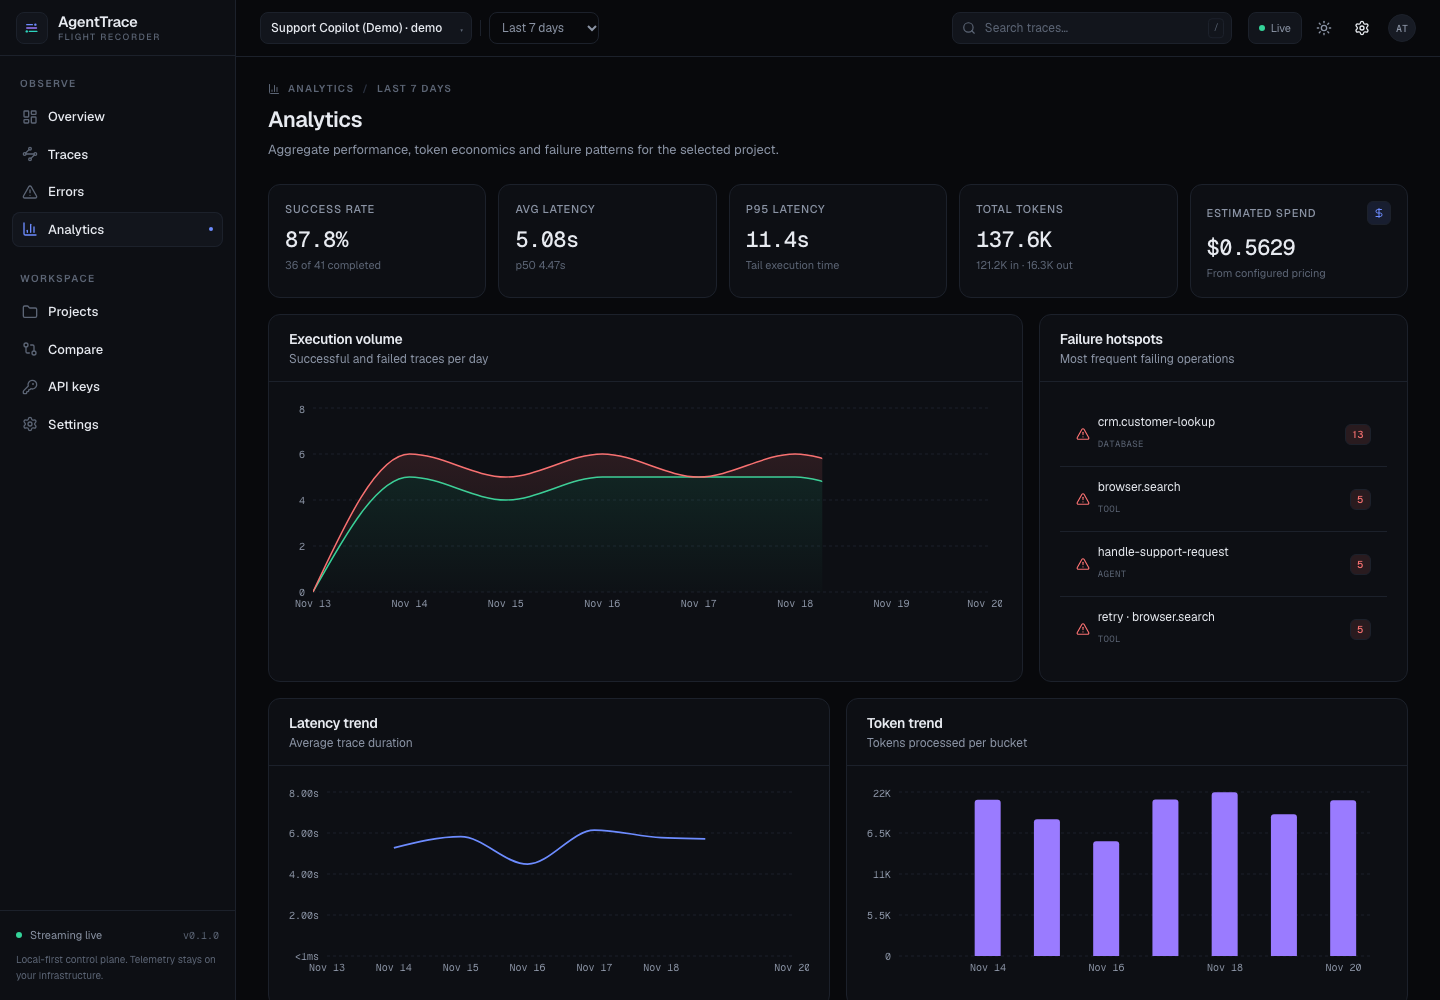 AgentTrace
FLIGHT RECORDER
OBSERVE
Overview
Traces
Errors
Analytics
WORKSPACE
Projects
Compare
API keys
Settings
Streaming live
v0.1.0
Local-first control plane. Telemetry stays on
your infrastructure.
Support Copilot (Demo) · demo
Last 7 days
Search traces...
/
Live
AT
ANALYTICS / LAST 7 DAYS
Analytics
Aggregate performance, token economics and failure patterns for the selected project.
SUCCESS RATE
87.8%
36 of 41 completed
AVG LATENCY
5.08s
p50 4.47s
P95 LATENCY
11.4s
Tail execution time
TOTAL TOKENS
137.6K
121.2K in · 16.3K out
ESTIMATED SPEND
$
$0.5629
From configured pricing
Execution volume
Successful and failed traces per day
8
6
4
2
0
Nov 13
Nov 14
Nov 15
Nov 16
Nov 17
Nov 18
Nov 19
Nov 20
Failure hotspots
Most frequent failing operations
crm.customer-lookup
DATABASE
13
browser.search
TOOL
5
handle-support-request
AGENT
5
retry · browser.search
TOOL
5
Latency trend
Average trace duration
8.00s
6.00s
4.00s
2.00s
<1ms
Nov 13
Nov 14
Nov 15
Nov 16
Nov 17
Nov 18
Nov 20
Token trend
Tokens processed per bucket
22K
6.5K
11K
5.5K
0
Nov 14
Nov 16
Nov 18
Nov 20